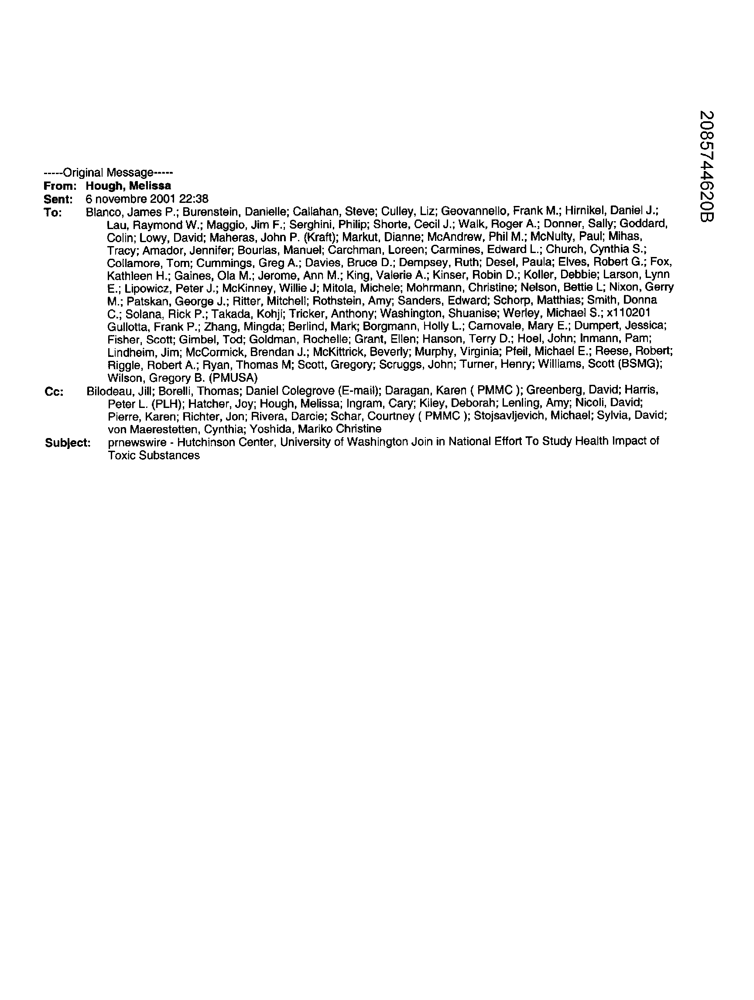 2085744620B
-----Original Message-----
From: Hough, Melissa
Sent: 6 novembre 2001 22:38
To: Blanco, James P.; Burenstein, Danielle; Callahan, Steve; Culley, Liz; Geovannello, Frank M.; Hirnikel, Daniel J.;
Lau, Raymond W.; Maggio, Jim F.; Serghini, Philip; Shorte, Cecil J.; Walk, Roger A.; Donner, Sally; Goddard,
Colin; Lowy, David; Maheras, John P. (Kraft); Markut, Dianne; McAndrew, Phil M.; McNulty, Paul; Mihas,
Tracy; Amador, Jennifer; Bourlas, Manuel; Carchman, Loreen; Carmines, Edward L.; Church, Cynthia S.;
Collamore, Tom; Cummings, Greg A.; Davies, Bruce D.; Dempsey, Ruth; Desel, Paula; Elves, Robert G.; Fox,
Kathleen H.; Gaines, Ola M.; Jerome, Ann M.; King, Valerie A.; Kinser, Robin D.; Koller, Debbie; Larson, Lynn
E.; Lipowicz, Peter J.; McKinney, Willie J; Mitola, Michele; Mohrmann, Christine; Nelson, Bettie L; Nixon, Gerry
M.; Patskan, George J.; Ritter, Mitchell; Rothstein, Amy; Sanders, Edward; Schorp, Matthias; Smith, Donna
C.; Solana, Rick P.; Takada, Kohji; Tricker, Anthony; Washington, Shuanise; Werley, Michael S.; x110201
Gullotta, Frank P.; Zhang, Mingda; Berlind, Mark; Borgmann, Holly L.; Carnovale, Mary E.; Dumpert, Jessica;
Fisher, Scott; Gimbel, Tod; Goldman, Rochelle; Grant, Ellen; Hanson, Terry D.; Hoel, John; Inmann, Pam;
Lindheim, Jim; McCormick, Brendan J.; McKittrick, Beverly; Murphy, Virginia; Pfeil, Michael E.; Reese, Robert;
Riggle, Robert A.; Ryan, Thomas M; Scott, Gregory; Scruggs, John; Turner, Henry; Williams, Scott (BSMG);
Wilson, Gregory B. (PMUSA)
Cc: Bilodeau, Jill; Borelli, Thomas; Daniel Colegrove (E-mail); Daragan, Karen ( PMMC ); Greenberg, David; Harris,
Peter L. (PLH); Hatcher, Joy; Hough, Melissa; Ingram, Cary; Kiley, Deborah; Lenling, Amy; Nicoli, David;
Pierre, Karen; Richter, Jon; Rivera, Darcie; Schar, Courtney ( PMMC ); Stojsavljevich, Michael; Sylvia, David;
von Maerestetten, Cynthia; Yoshida, Mariko Christine
Subject: prnewswire - Hutchinson Center, University of Washington Join in National Effort To Study Health Impact of
Toxic Substances